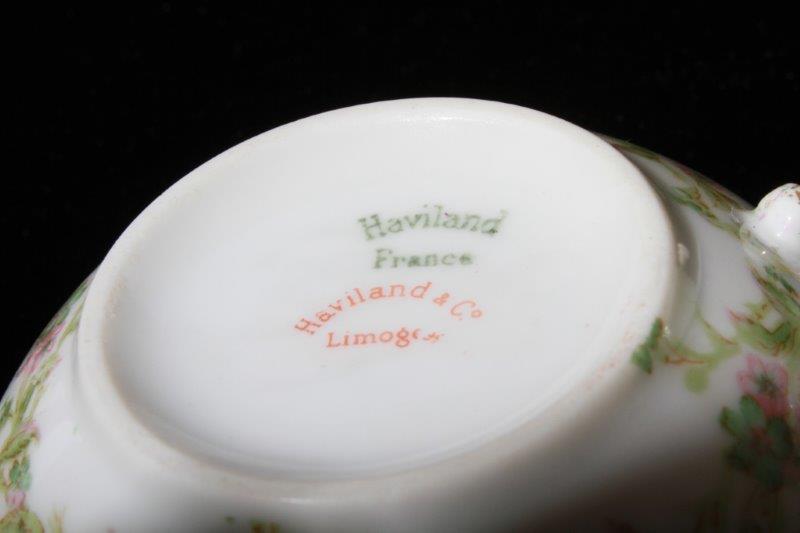 Haviland
France
Haviland & Co
Limoges